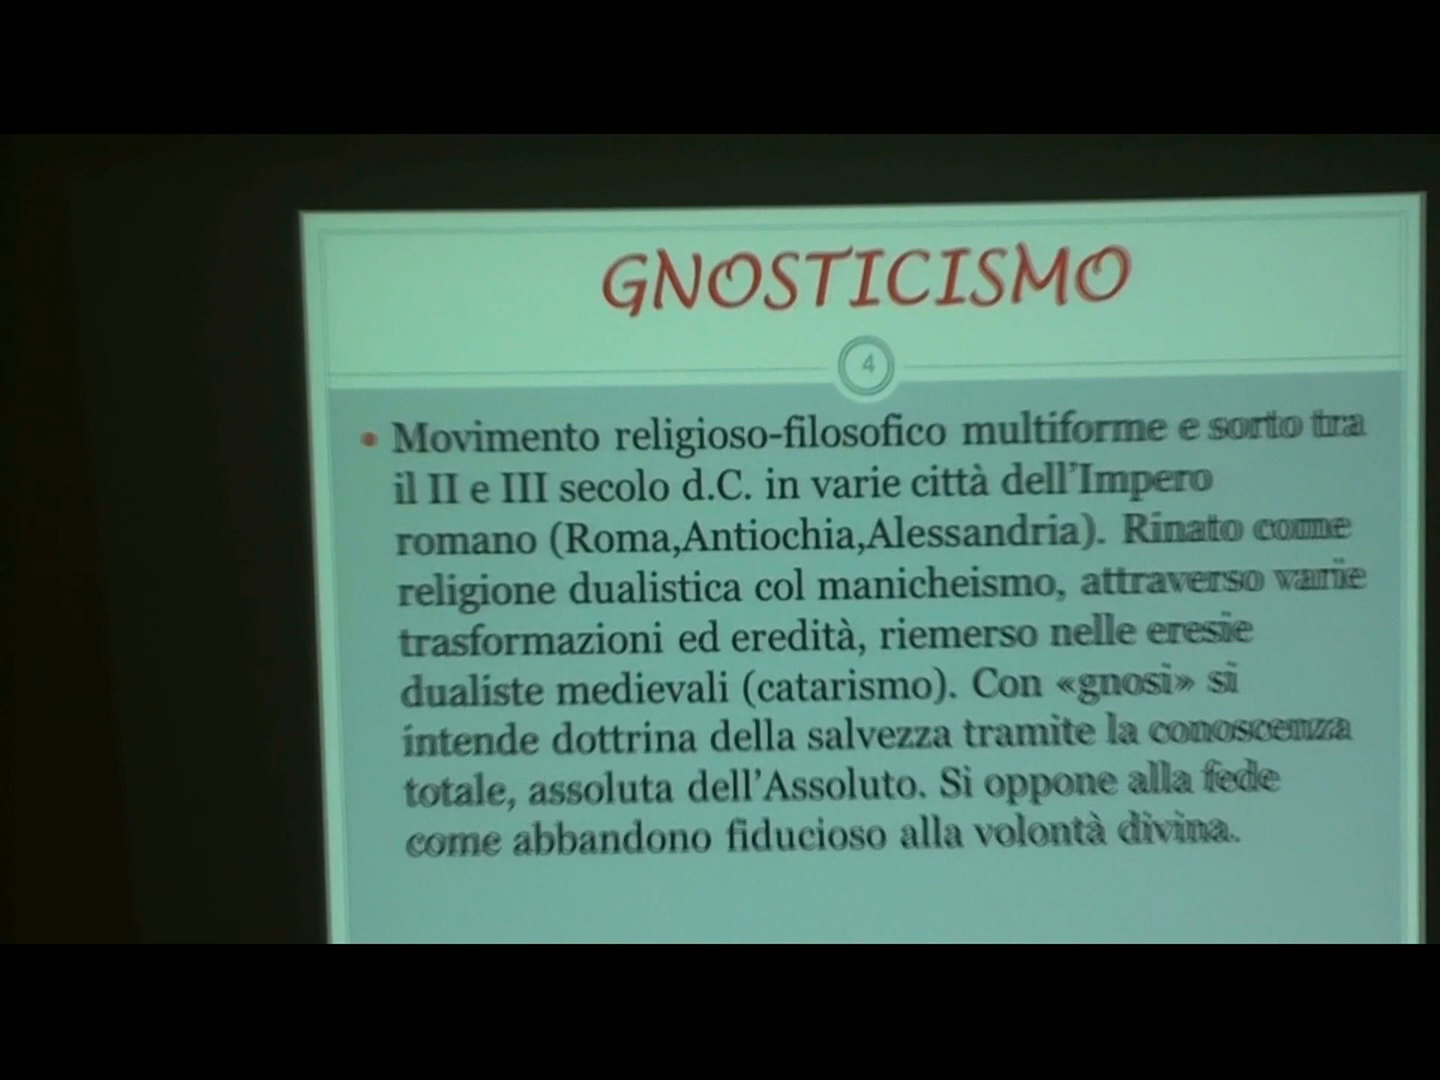 GNOSTICISMO
4
• Movimento religioso-filosofico multiforme e sorto tra
il II e III secolo d.C. in varie città dell'Impero
romano (Roma,Antiochia,Alessandria). Rinato come
religione dualistica col manicheismo, attraverso varie
trasformazioni ed eredità, riemerso nelle eresie
dualiste medievali (catarismo). Con «gnosi» si
intende dottrina della salvezza tramite la conoscenza
totale, assoluta dell'Assoluto. Si oppone alla fede
come abbandono fiducioso alla volontà divina.